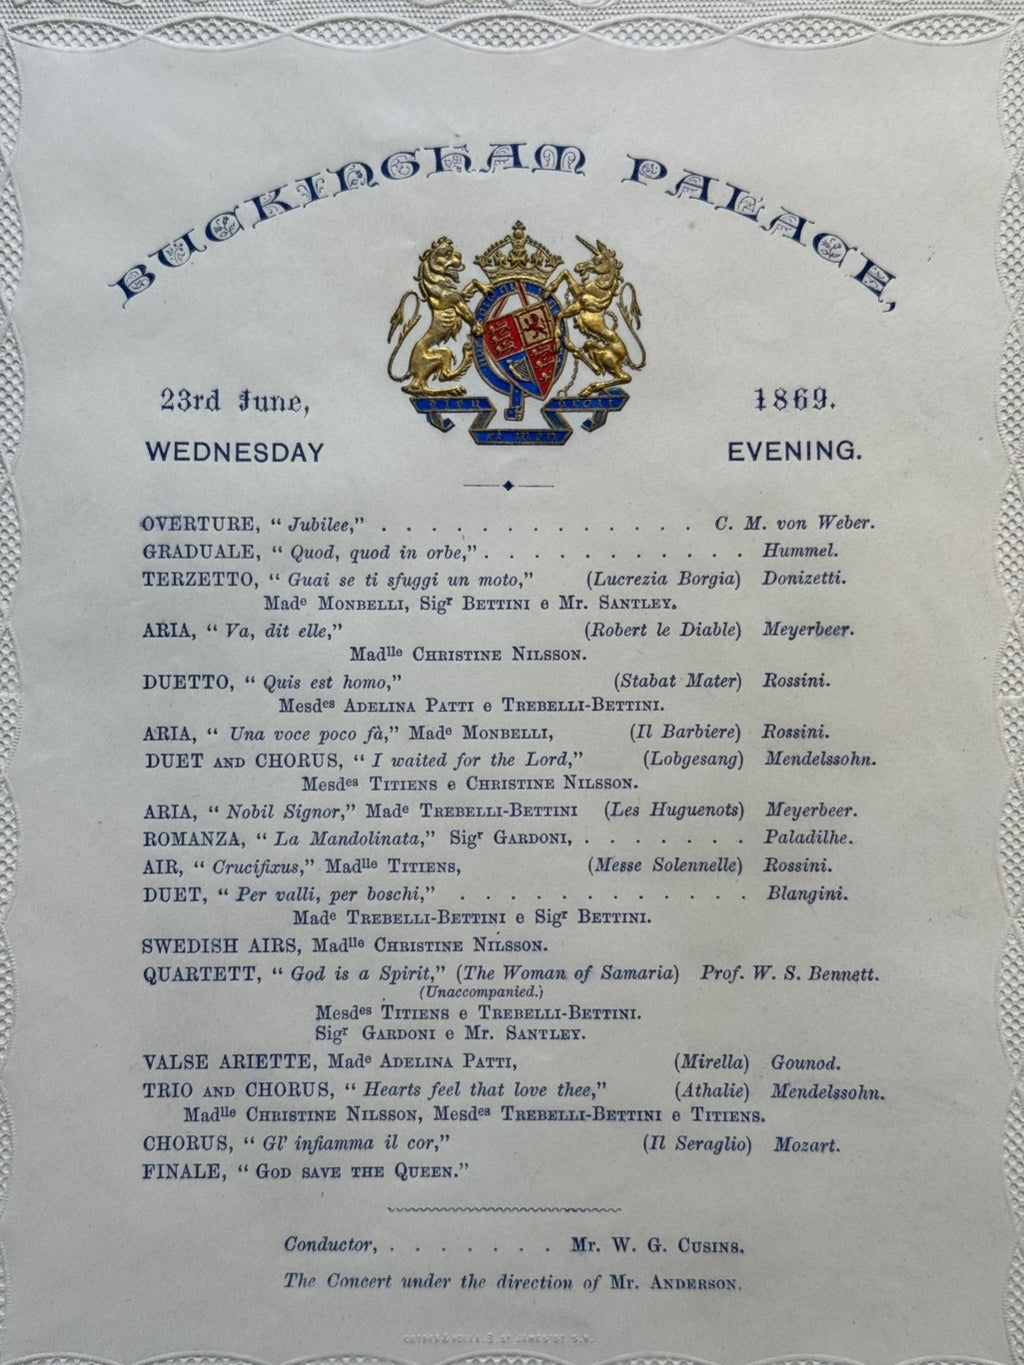 BUCKINGHAM PALACE,
23rd June, 1869.
WEDNESDAY EVENING.
OVERTURE, “ Jubilee,” . . . . . . . . . . . . . C. M. von Weber.
GRADUALE, “ Quod, quod in orbe,” . . . . . . . . . . Hummel.
TERZETTO, “ Guai se ti sfuggi un moto,” (Lucrezia Borgia) Donizetti.
Made MONBELLI, Sigr BETTINI e Mr. SANTLEY.
ARIA, “ Va, dit elle,” (Robert le Diable) Meyerbeer.
Madlle CHRISTINE NILSSON.
DUETTO, “ Quis est homo,” (Stabat Mater) Rossini.
Mesdes ADELINA PATTI e TREBELLI-BETTINI.
ARIA, “ Una voce poco fà,” Made MONBELLI, (Il Barbiere) Rossini.
DUET AND CHORUS, “ I waited for the Lord,” (Lobgesang) Mendelssohn.
Mesdes TITIENS e CHRISTINE NILSSON.
ARIA, “ Nobil Signor,” Made TREBELLI-BETTINI (Les Huguenots) Meyerbeer.
ROMANZA, “ La Mandolinata,” Sigr GARDONI, . . . . . . . Paladilhe.
AIR, “ Crucifixus,” Madlle TITIENS, (Messe Solennelle) Rossini.
DUET, “ Per valli, per boschi,” . . . . . . . . . . . Blangini.
Made TREBELLI-BETTINI e Sigr BETTINI.
SWEDISH AIRS, Madlle CHRISTINE NILSSON.
QUARTETT, “ God is a Spirit,” (The Woman of Samaria) Prof. W. S. Bennett.
(Unaccompanied.)
Mesdes TITIENS e TREBELLI-BETTINI.
Sigr GARDONI e Mr. SANTLEY.
VALSE ARIETTE, Made ADELINA PATTI, (Mirella) Gounod.
TRIO AND CHORUS, “ Hearts feel that love thee,” (Athalie) Mendelssohn.
Madlle CHRISTINE NILSSON, Mesdes TREBELLI-BETTINI e TITIENS.
CHORUS, “ Gl’ infiamma il cor,” (Il Seraglio) Mozart.
FINALE, “ GOD SAVE THE QUEEN.”
Conductor, . . . . . . . Mr. W. G. CUSINS.
The Concert under the direction of Mr. ANDERSON.